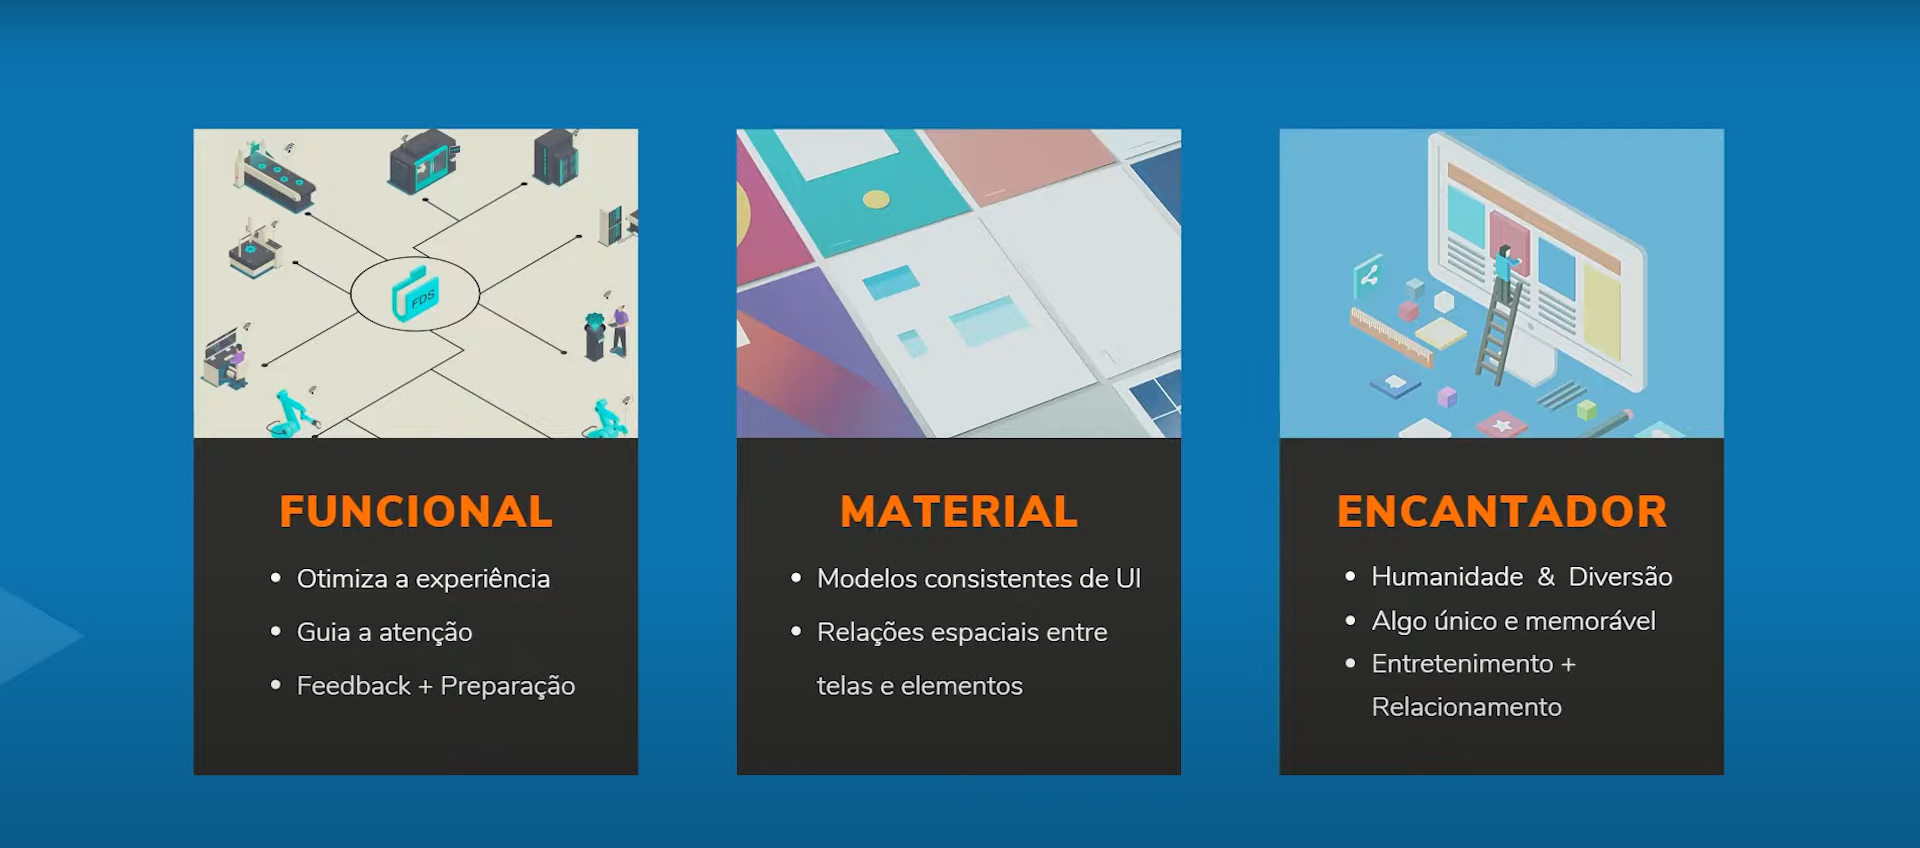 FDS
FUNCIONAL
• Otimiza a experiência
• Guia a atenção
• Feedback + Preparação
MATERIAL
• Modelos consistentes de UI
• Relações espaciais entre
telas e elementos
ENCANTADOR
• Humanidade & Diversão
• Algo único e memorável
• Entretenimento +
Relacionamento